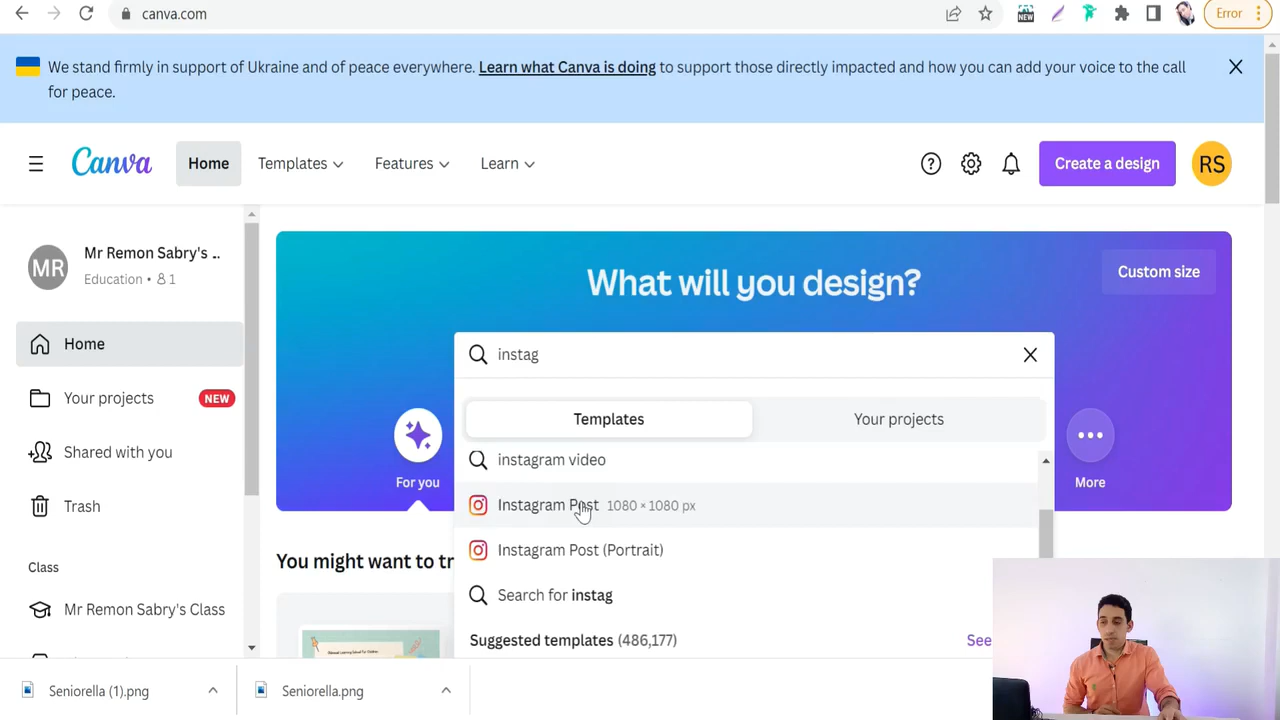 canva.com
NEW
Error
We stand firmly in support of Ukraine and of peace everywhere. Learn what Canva is doing to support those directly impacted and how you can add your voice to the call
for peace.
Canva
Home
Templates
Features
Learn
Create a design
RS
MR
Mr Remon Sabry's ..
Education • 1
Home
Your projects
NEW
Shared with you
Trash
Class
Mr Remon Sabry's Class
What will you design?
Custom size
instag
Templates
Your projects
instagram video
Instagram Post 1080 × 1080 px
Instagram Post (Portrait)
Search for instag
Suggested templates (486,177)
See
For you
More
You might want to tr
Seniorella (1).png
Seniorella.png